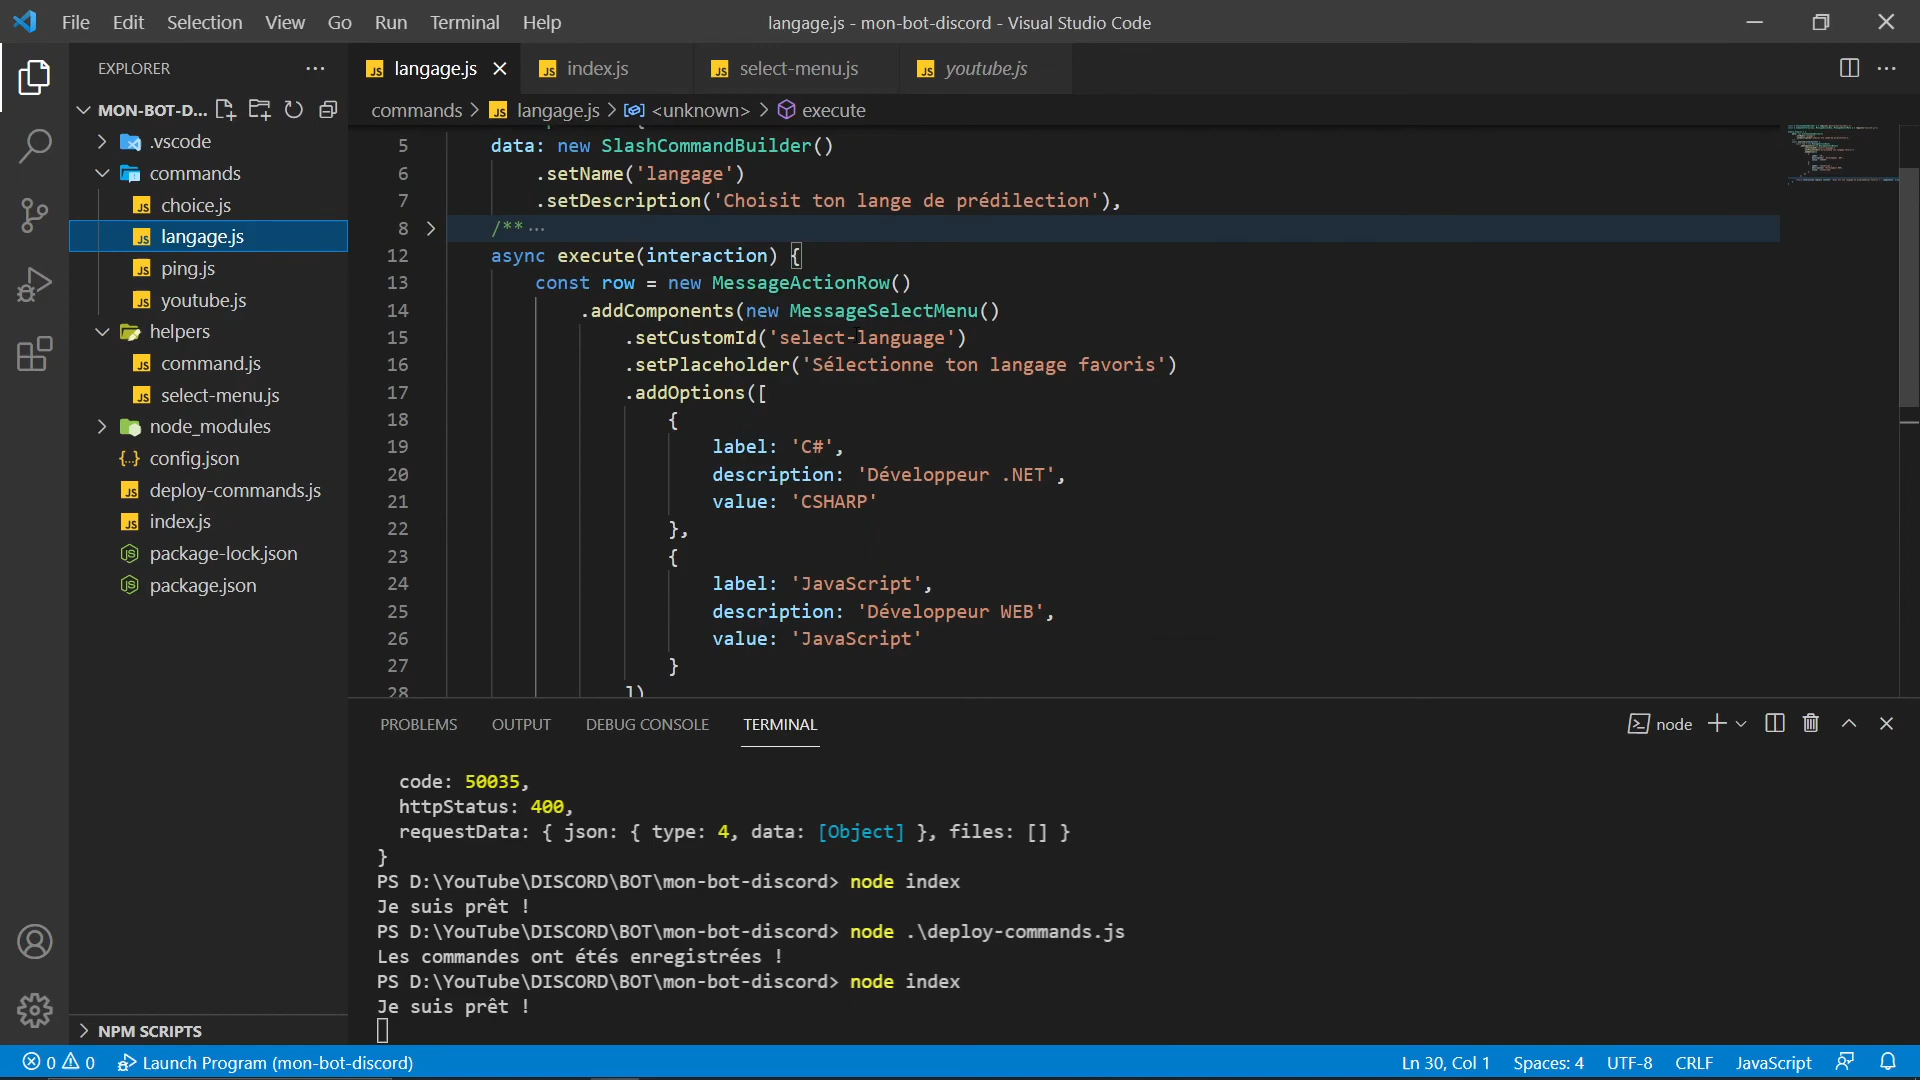 File Edit Selection View Go Run Terminal Help
langage.js - mon-bot-discord - Visual Studio Code
EXPLORER
MON-BOT-D...
.vscode
commands
choice.js
langage.js
ping.js
youtube.js
helpers
command.js
select-menu.js
node_modules
config.json
deploy-commands.js
index.js
package-lock.json
package.json
NPM SCRIPTS
langage.js index.js select-menu.js youtube.js
commands > langage.js > <unknown> > execute
5 data: new SlashCommandBuilder()
6 .setName('langage')
7 .setDescription('Choisit ton lange de prédilection'),
8 /** ...
12 async execute(interaction) {
13 const row = new MessageActionRow()
14 .addComponents(new MessageSelectMenu()
15 .setCustomId('select-language')
16 .setPlaceholder('Sélectionne ton langage favoris')
17 .addOptions([
18 {
19 label: 'C#',
20 description: 'Développeur .NET',
21 value: 'CSHARP'
22 },
23 {
24 label: 'JavaScript',
25 description: 'Développeur WEB',
26 value: 'JavaScript'
27 }
28 ])
PROBLEMS OUTPUT DEBUG CONSOLE TERMINAL
node
code: 50035,
httpStatus: 400,
requestData: { json: { type: 4, data: [Object] }, files: [] }
}
PS D:\YouTube\DISCORD\BOT\mon-bot-discord> node index
Je suis prêt !
PS D:\YouTube\DISCORD\BOT\mon-bot-discord> node .\deploy-commands.js
Les commandes ont étés enregistrées !
PS D:\YouTube\DISCORD\BOT\mon-bot-discord> node index
Je suis prêt !
0 0 Launch Program (mon-bot-discord)
Ln 30, Col 1 Spaces: 4 UTF-8 CRLF JavaScript